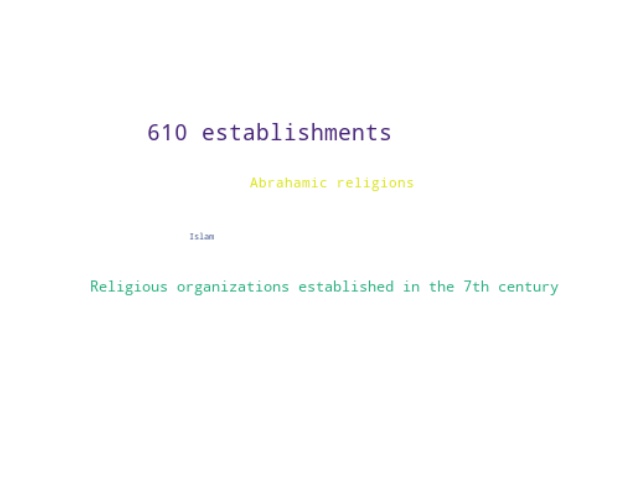 610 establishments
Abrahamic religions
Islam
Religious organizations established in the 7th century